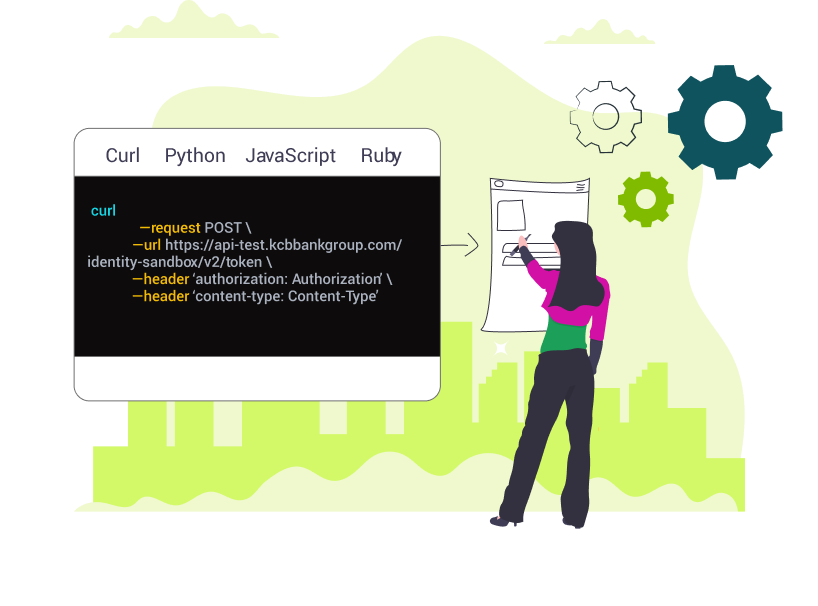 Curl Python JavaScript Ruby
curl
—request POST \
—url https://api-test.kcbbankgroup.com/
identity-sandbox/v2/token \
—header ‘authorization: Authorization’ \
—header ‘content-type: Content-Type’